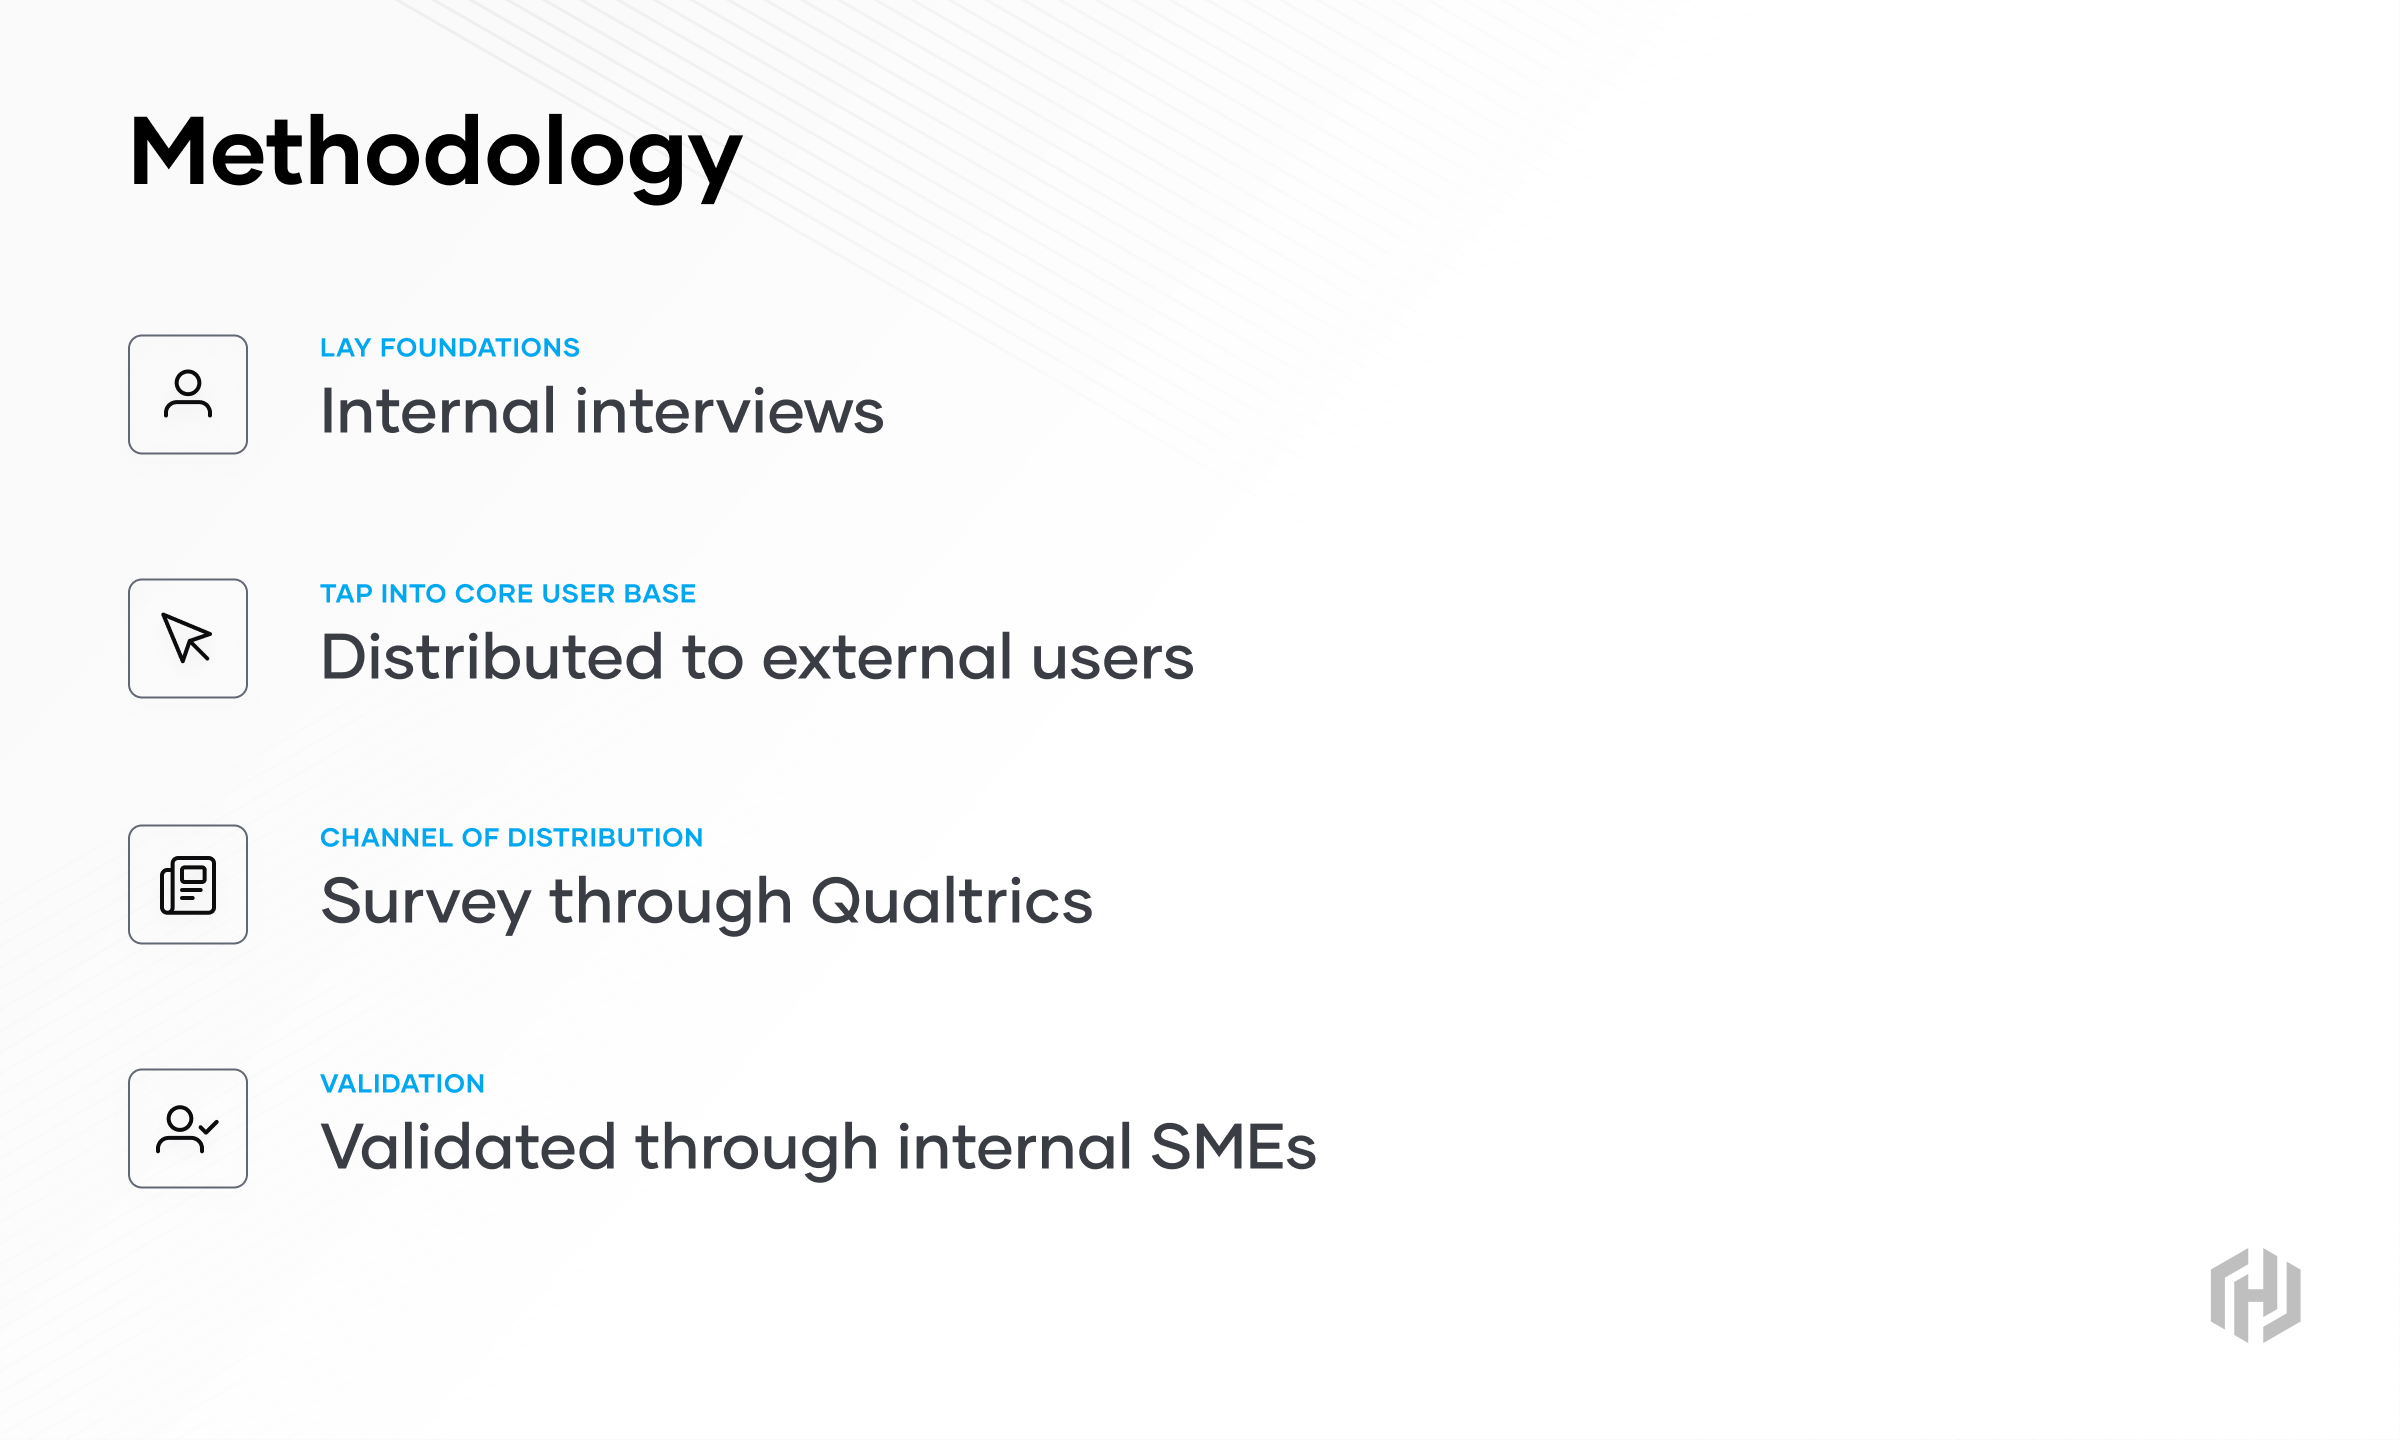 Methodology
LAY FOUNDATIONS
Internal interviews
TAP INTO CORE USER BASE
Distributed to external users
CHANNEL OF DISTRIBUTION
Survey through Qualtrics
VALIDATION
Validated through internal SMEs